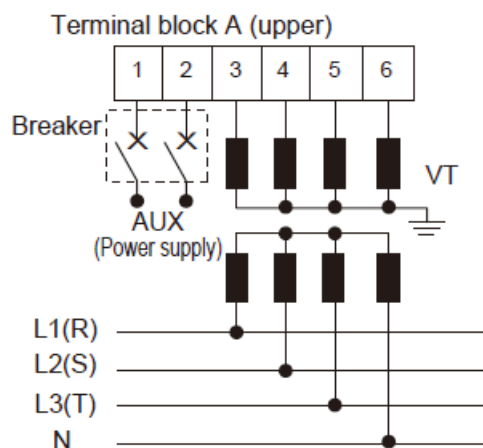 Terminal block A (upper)
1 2 3 4 5 6
Breaker
VT
AUX
(Power supply)
L1(R)
L2(S)
L3(T)
N